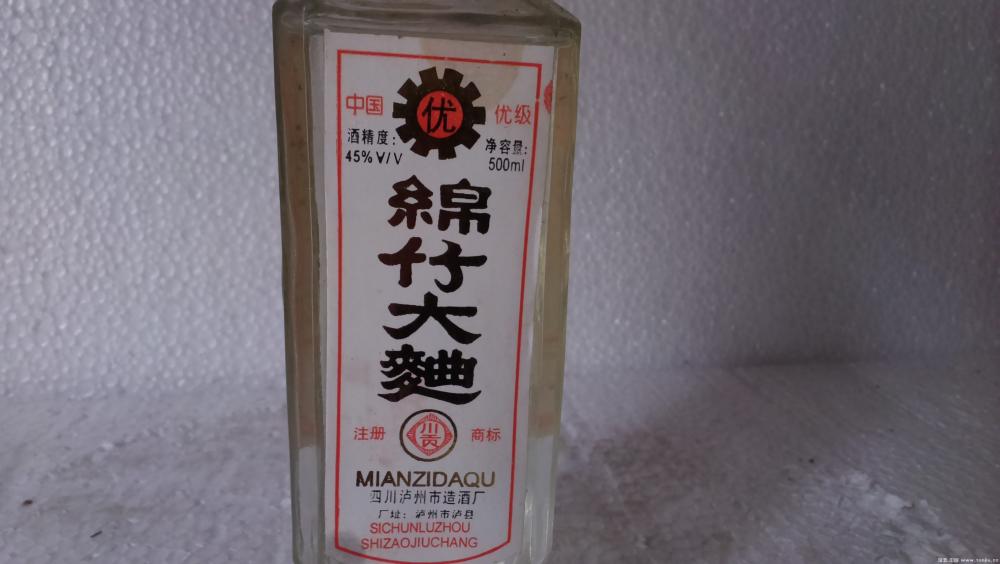 中国
优
优级
酒精度：
45% V/V
净容量：
500ml
綿竹大麯
注册
川贡
商标
MIANZIDAQU
四川泸州市造酒厂
厂址：泸州市泸县
SICHUNLUZHOU
SHIZAOJIUCHANG